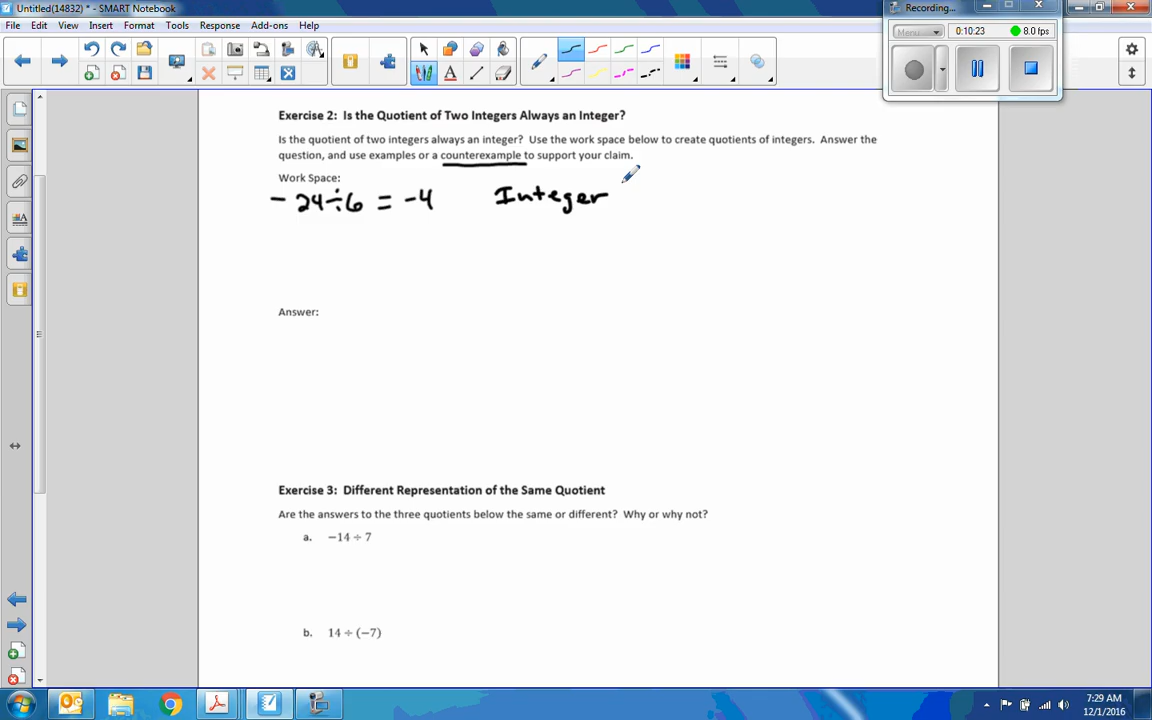 Untitled(14832) * - SMART Notebook
Recording...
File Edit View Insert Format Tools Response Add-ons Help
Menu 0:10:23 8.0 fps
Exercise 2: Is the Quotient of Two Integers Always an Integer?
Is the quotient of two integers always an integer? Use the work space below to create quotients of integers. Answer the
question, and use examples or a counterexample to support your claim.
Work Space:
- 24÷6 = -4 Integer
Answer:
Exercise 3: Different Representation of the Same Quotient
Are the answers to the three quotients below the same or different? Why or why not?
a. −14 ÷ 7
b. 14 ÷ (−7)
7:29 AM
12/1/2016